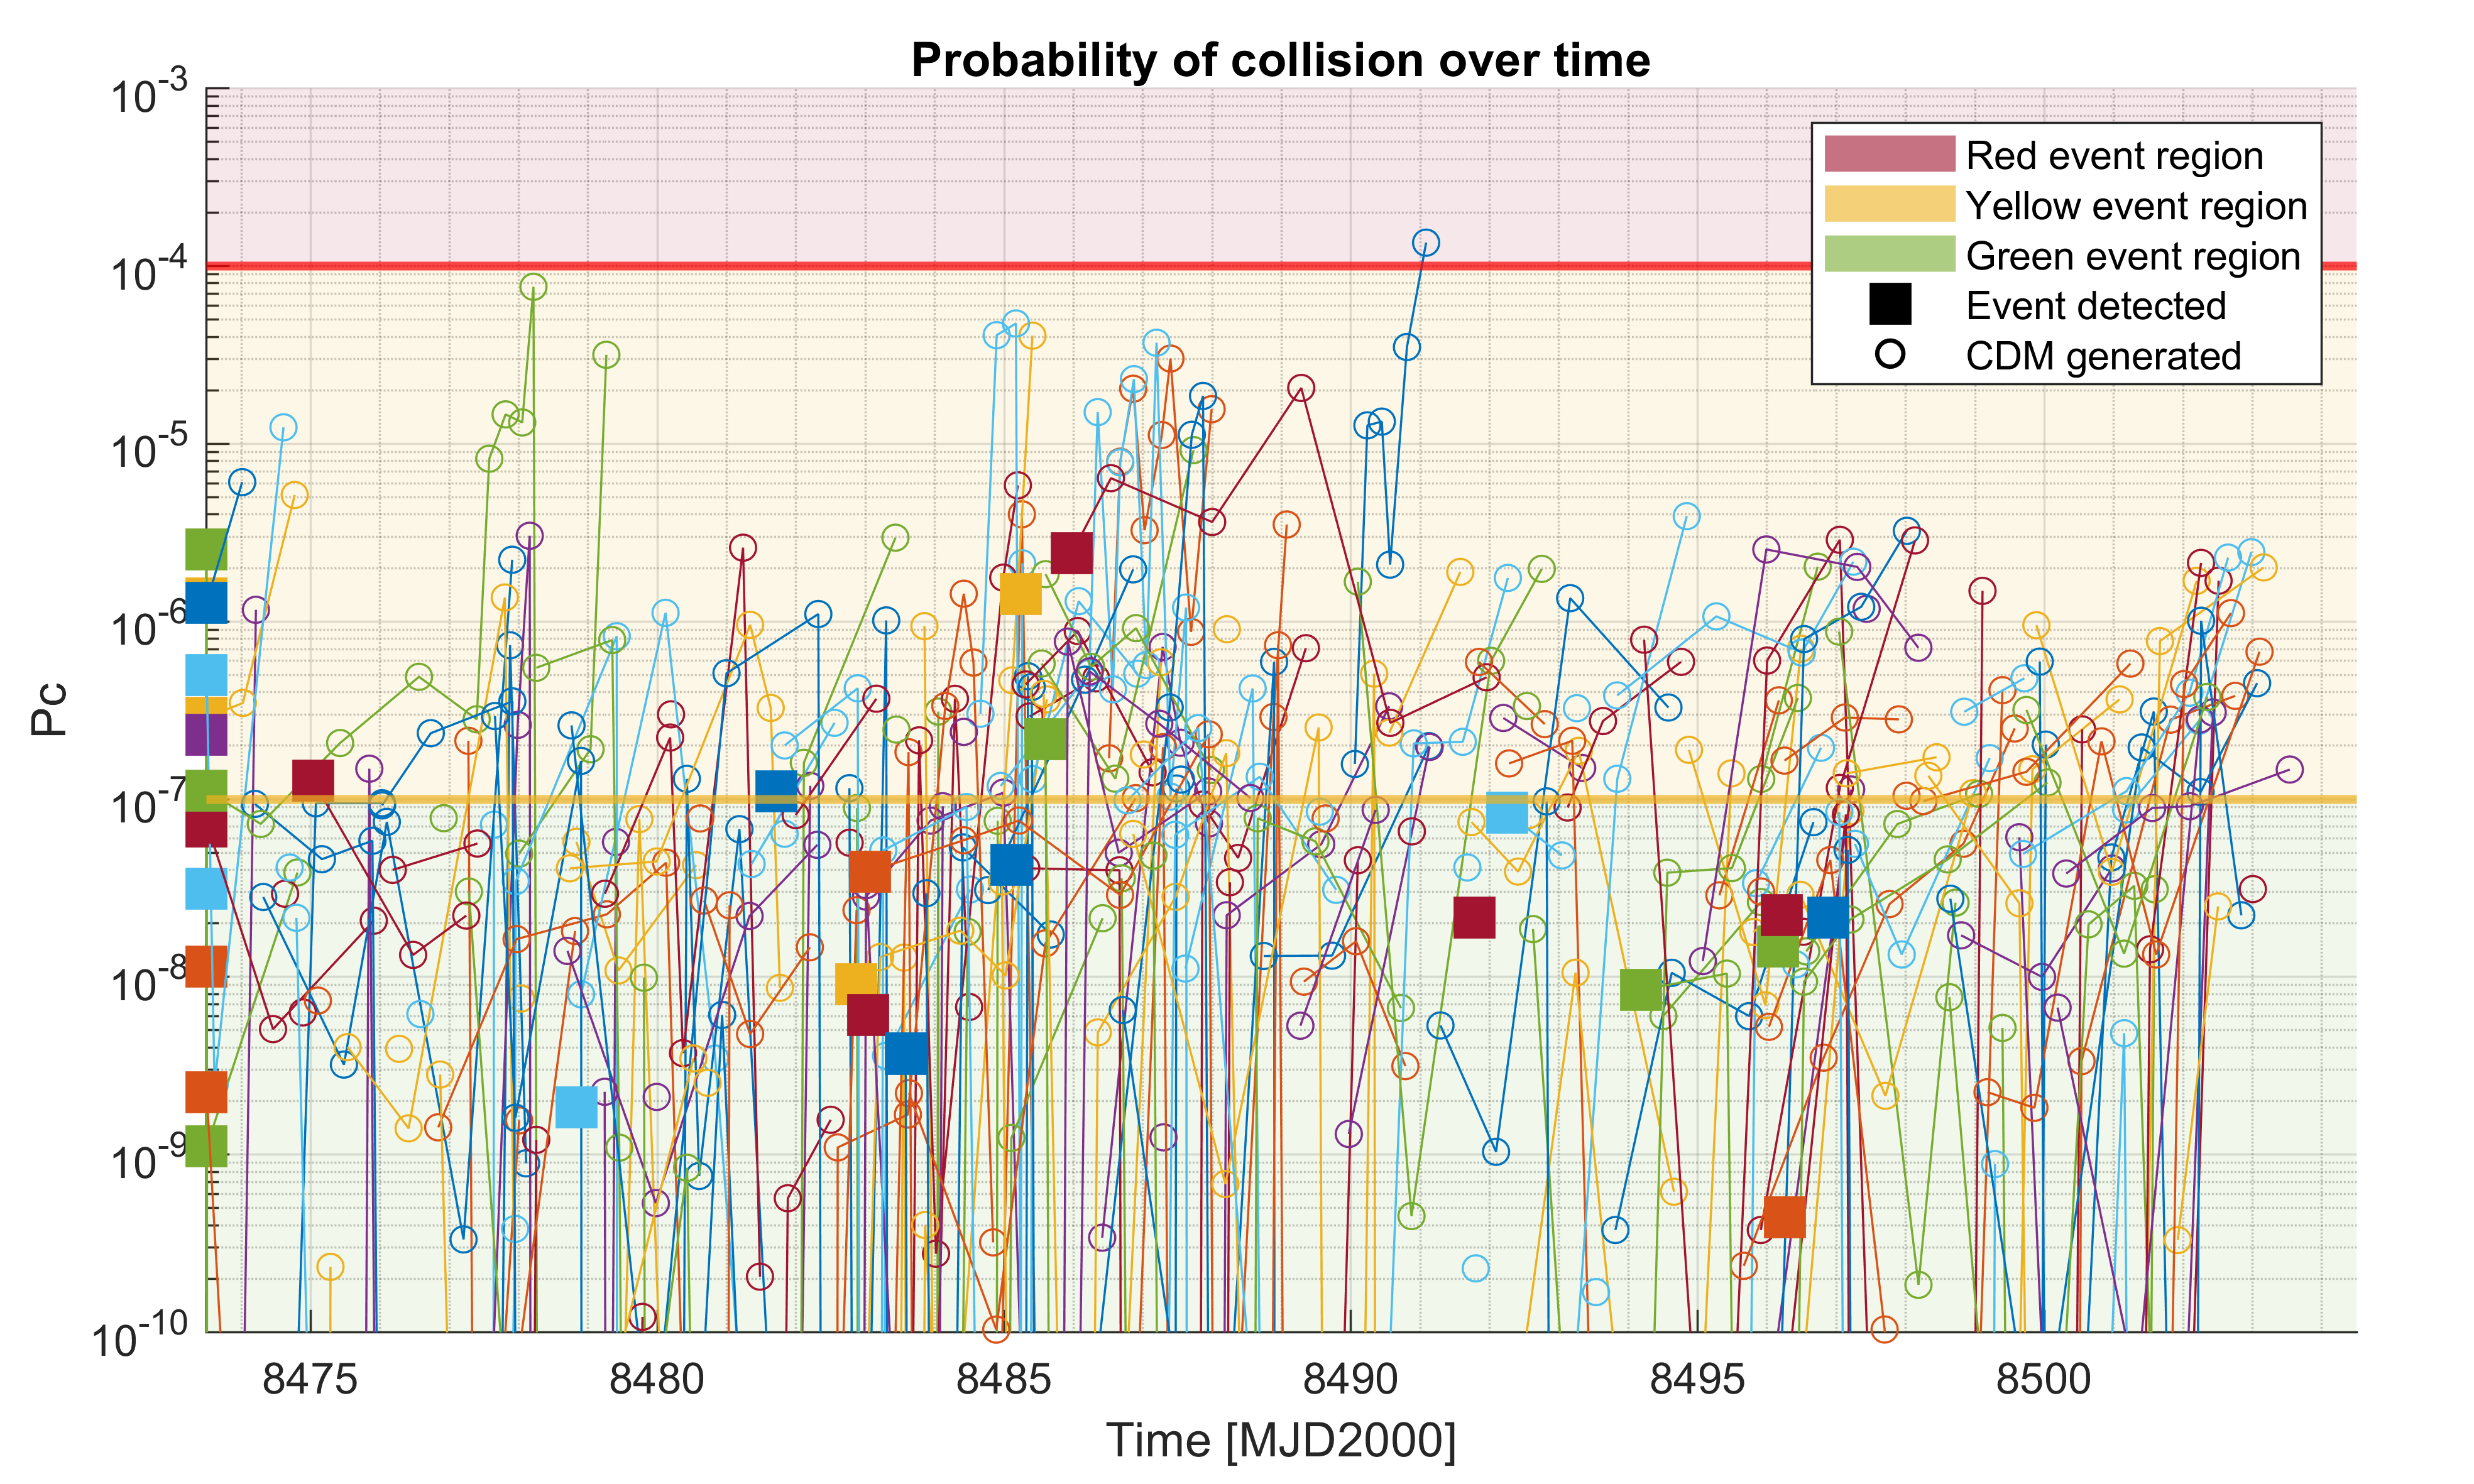 Probability of collision over time
10^-3
10^-4
10^-5
10^-6
10^-7
10^-8
10^-9
10^-10
Pc
Red event region
Yellow event region
Green event region
Event detected
CDM generated
8475 8480 8485 8490 8495 8500
Time [MJD2000]